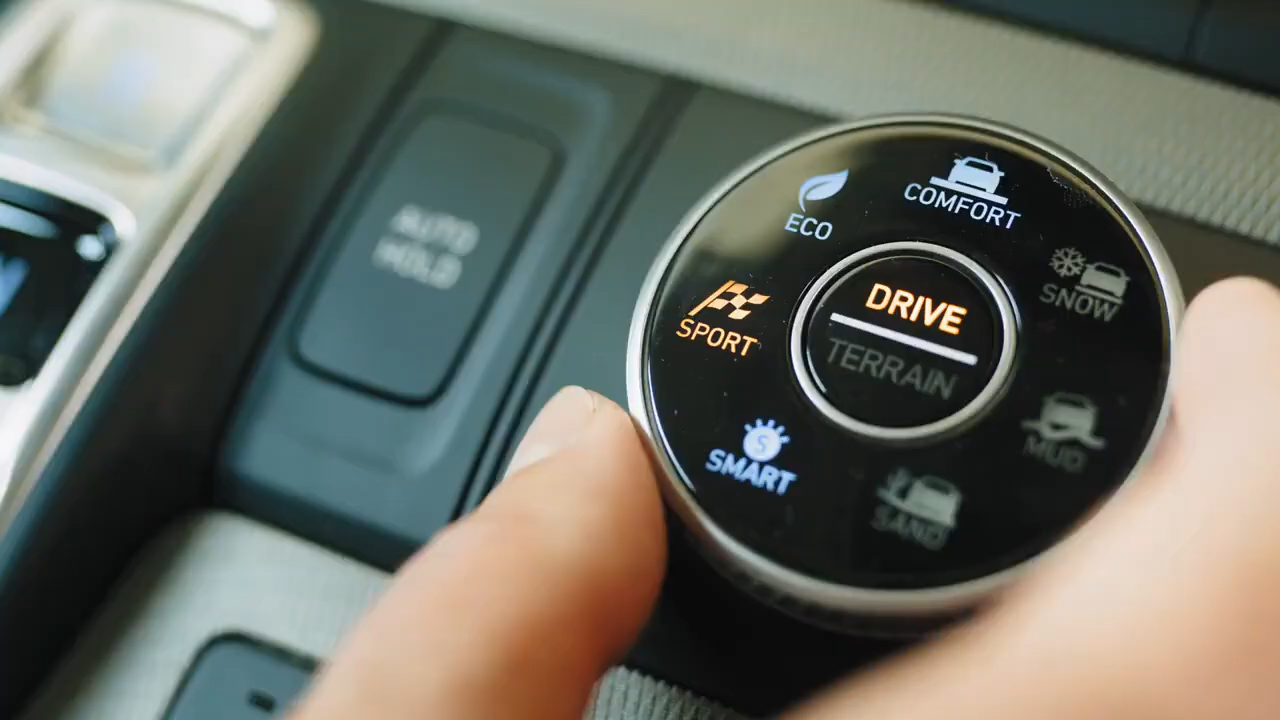 AUTO
HOLD
COMFORT
ECO
SNOW
SPORT
DRIVE
TERRAIN
MUD
S
SMART
SAND